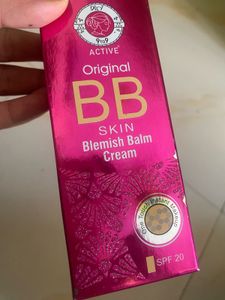 ACTIVE
Original
BB
SKIN
Blemish Balm
Cream
SPF 20